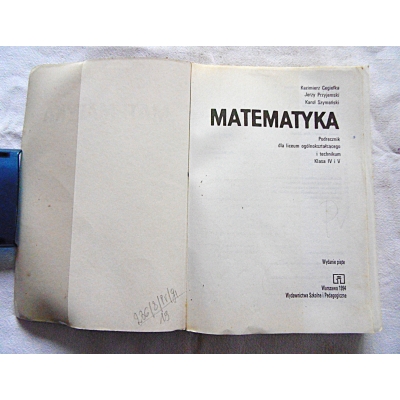 Kazimierz Cegiełka
Jerzy Przyjemski
Karol Szymański
MATEMATYKA
Podręcznik
dla liceum ogólnokształcącego
i technikum
Klasa IV i V
Wydanie piąte
Warszawa 1994
Wydawnictwa Szkolne i Pedagogiczne